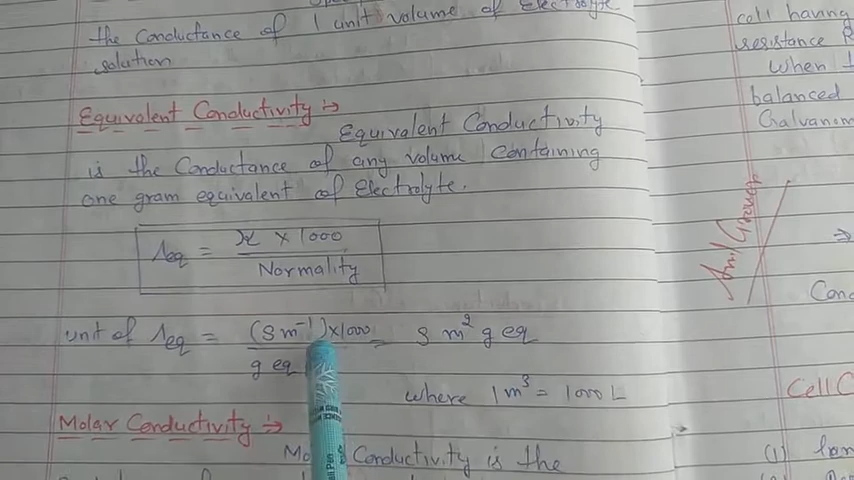 the Conductance of 1 unit volume of Electrolyte
solution
Equivalent Conductivity :->
Equivalent Conductivity
is the Conductance of any volume containing
one gram equivalent of Electrolyte.
Λeq = ϰ × 1000 / Normality
unit of Λeq = (S m⁻¹) × 1000 / g eq = S m² g eq
where 1 m³ = 1000 L
Molar Conductivity :->
Conductivity is the
cell having
resistance
when
balanced
Galvanom
⇒
Cond
Cell C
(1)